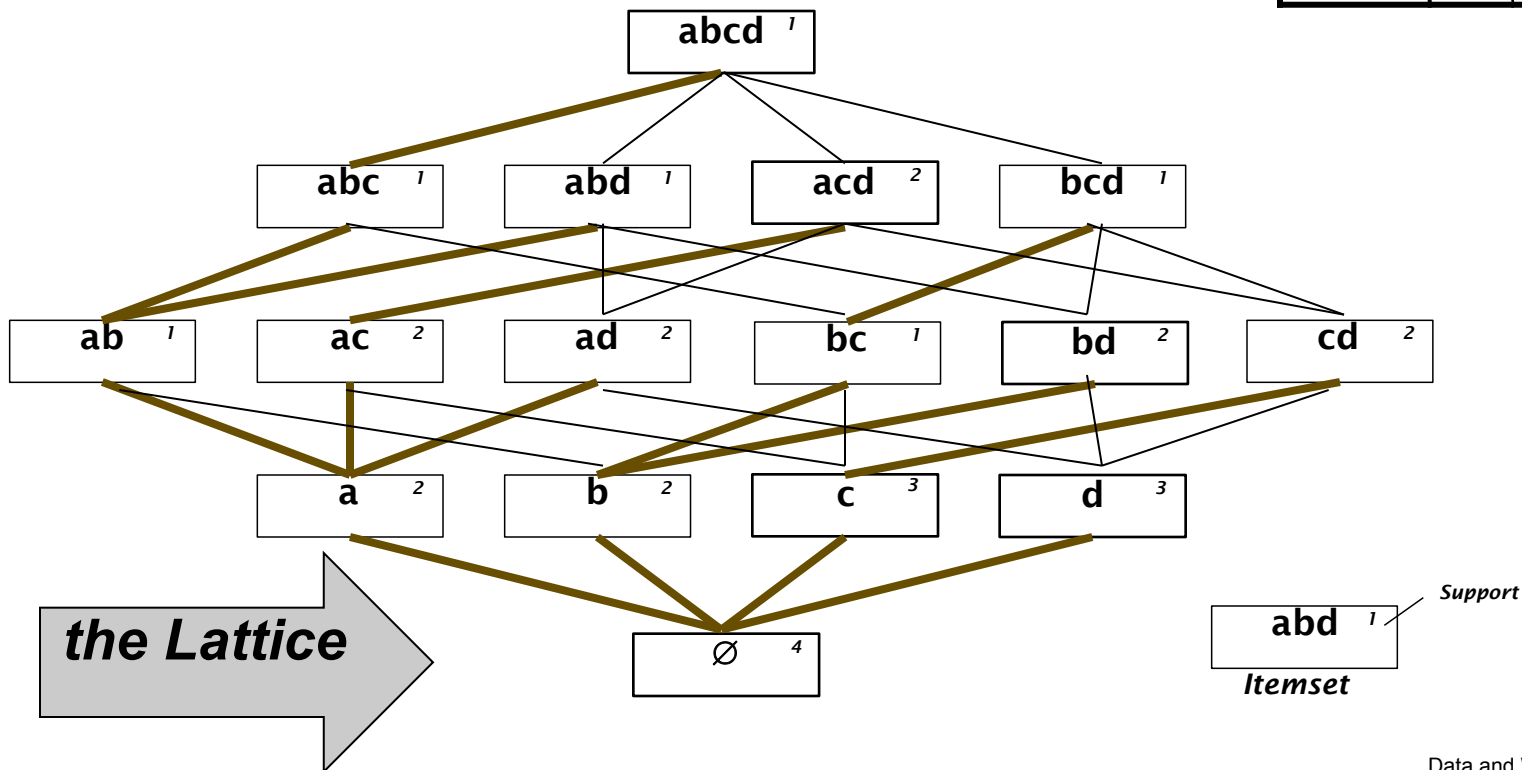 abcd 1
abc 1 abd 1 acd 2 bcd 1
ab 1 ac 2 ad 2 bc 1 bd 2 cd 2
a 2 b 2 c 3 d 3
the Lattice
∅ 4
Support
abd 1
Itemset
Data and